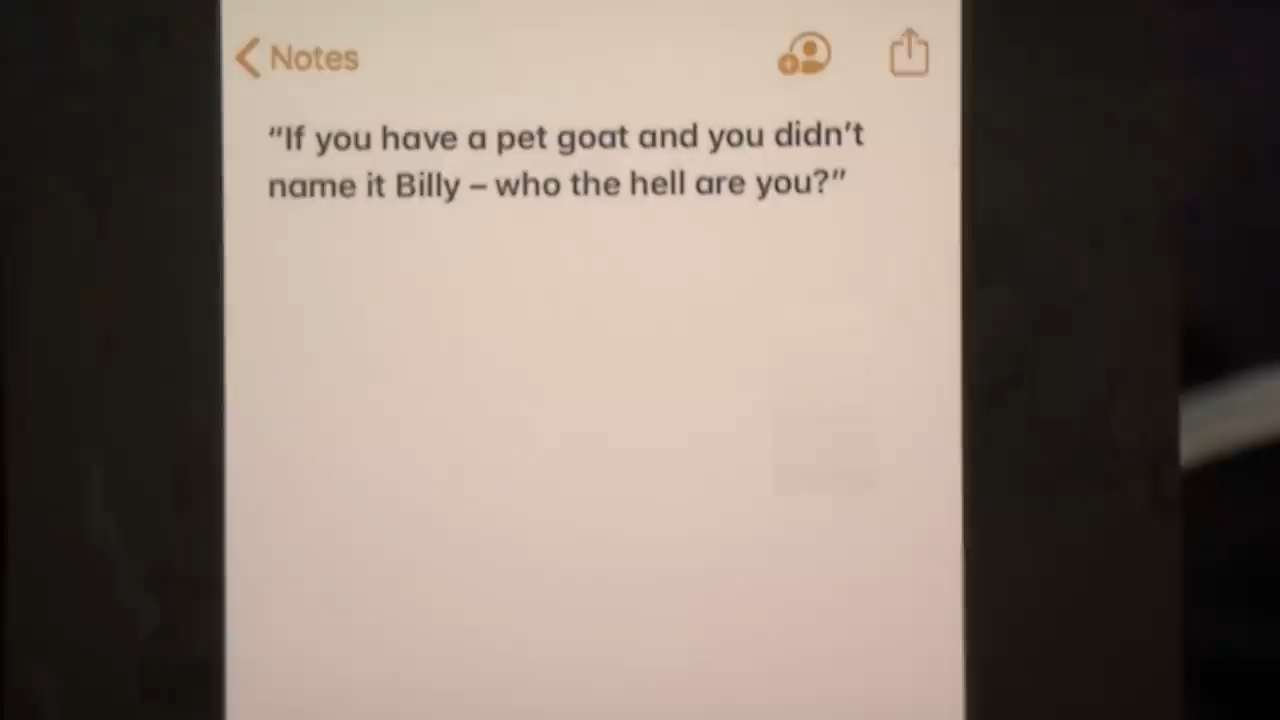 Notes
“If you have a pet goat and you didn’t
name it Billy – who the hell are you?”